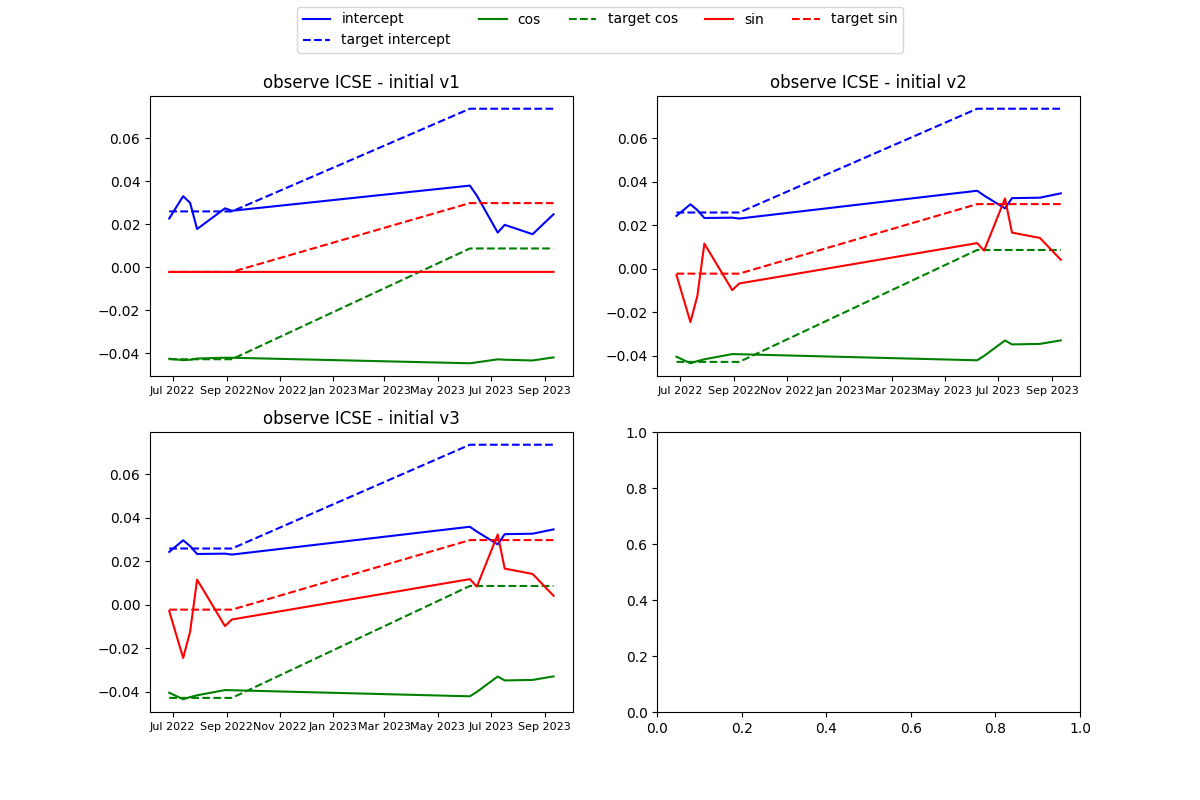 intercept cos target cos sin target sin
target intercept
observe ICSE - initial v1
0.06
0.04
0.02
0.00
−0.02
−0.04
Jul 2022 Sep 2022 Nov 2022 Jan 2023 Mar 2023 May 2023 Jul 2023 Sep 2023
observe ICSE - initial v2
0.06
0.04
0.02
0.00
−0.02
−0.04
Jul 2022 Sep 2022 Nov 2022 Jan 2023 Mar 2023 May 2023 Jul 2023 Sep 2023
observe ICSE - initial v3
0.06
0.04
0.02
0.00
−0.02
−0.04
Jul 2022 Sep 2022 Nov 2022 Jan 2023 Mar 2023 May 2023 Jul 2023 Sep 2023
1.0
0.8
0.6
0.4
0.2
0.0
0.0 0.2 0.4 0.6 0.8 1.0